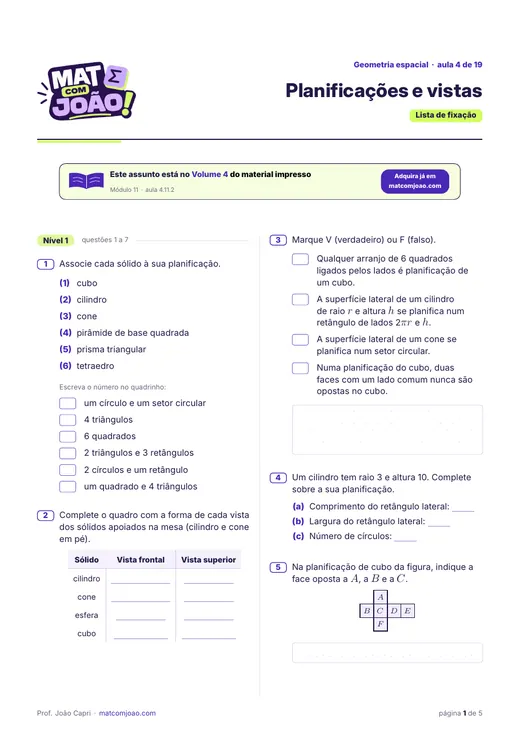 MAT Σ
COM
JOÃO!
Geometria espacial · aula 4 de 19
Planificações e vistas
Lista de fixação
Este assunto está no Volume 4 do material impresso
Módulo 11 · aula 4.11.2
Adquira já em
matcomjoao.com
Nível 1 questões 1 a 7
1 Associe cada sólido à sua planificação.
(1) cubo
(2) cilindro
(3) cone
(4) pirâmide de base quadrada
(5) prisma triangular
(6) tetraedro
Escreva o número no quadrinho:
um círculo e um setor circular
4 triângulos
6 quadrados
2 triângulos e 3 retângulos
2 círculos e um retângulo
um quadrado e 4 triângulos
2 Complete o quadro com a forma de cada vista
dos sólidos apoiados na mesa (cilindro e cone
em pé).
Sólido Vista frontal Vista superior
cilindro
cone
esfera
cubo
3 Marque V (verdadeiro) ou F (falso).
Qualquer arranjo de 6 quadrados
ligados pelos lados é planificação de
um cubo.
A superfície lateral de um cilindro
de raio r e altura h se planifica num
retângulo de lados 2πr e h.
A superfície lateral de um cone se
planifica num setor circular.
Numa planificação do cubo, duas
faces com um lado comum nunca são
opostas no cubo.
4 Um cilindro tem raio 3 e altura 10. Complete
sobre a sua planificação.
(a) Comprimento do retângulo lateral: _____
(b) Largura do retângulo lateral: _____
(c) Número de círculos: _____
5 Na planificação de cubo da figura, indique a
face oposta a A, a B e a C.
A
B C D E
F
Prof. João Capri · matcomjoao.com
página 1 de 5